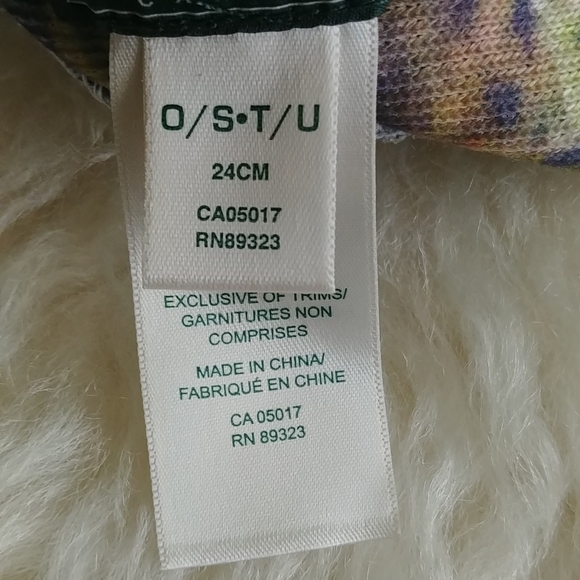 O/S•T/U
24CM
CA05017
RN89323
EXCLUSIVE OF TRIMS/
GARNITURES NON
COMPRISES
MADE IN CHINA/
FABRIQUÉ EN CHINE
CA 05017
RN 89323